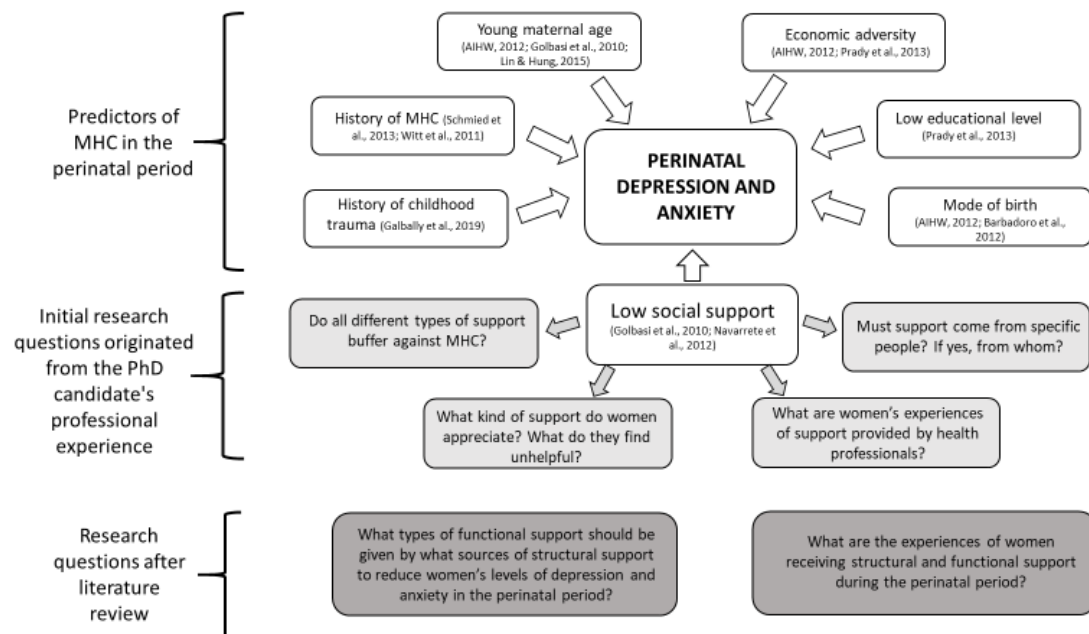 Young maternal age
(AIHW, 2012; Golbasi et al., 2010;
Lin & Hung, 2015)
Economic adversity
(AIHW, 2012; Prady et al., 2013)
Predictors of
MHC in the
perinatal period
History of MHC (Schmied et
al., 2013; Witt et al., 2011)
Low educational level
(Prady et al., 2013)
PERINATAL
DEPRESSION AND
ANXIETY
History of childhood
trauma (Galbally et al., 2019)
Mode of birth
(AIHW, 2012; Barbadoro et al.,
2012)
Initial research
questions originated
from the PhD
candidate's
professional
experience
Do all different types of support
buffer against MHC?
Low social support
(Golbasi et al., 2010; Navarrete et
al., 2012)
Must support come from specific
people? If yes, from whom?
What kind of support do women
appreciate? What do they find
unhelpful?
What are women's experiences
of support provided by health
professionals?
Research
questions after
literature
review
What types of functional support should be
given by what sources of structural support
to reduce women's levels of depression and
anxiety in the perinatal period?
What are the experiences of women
receiving structural and functional support
during the perinatal period?